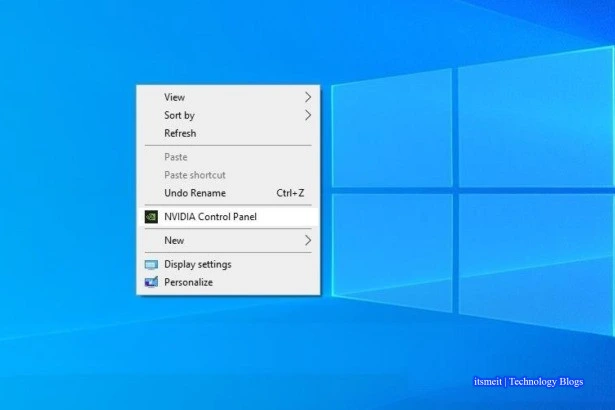 View
Sort by
Refresh
Paste
Paste shortcut
Undo Rename Ctrl+Z
NVIDIA Control Panel
New
Display settings
Personalize
itsmeit | Technology Blogs